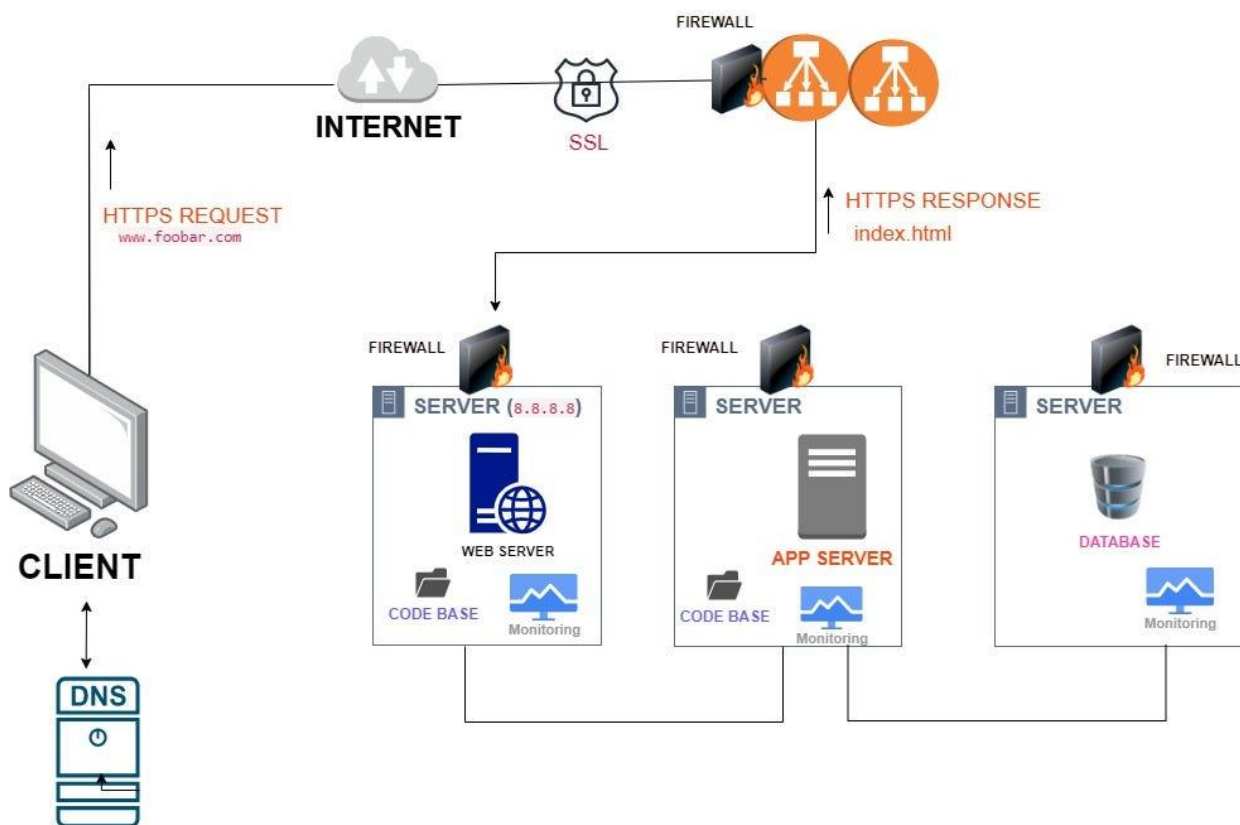 FIREWALL
INTERNET
SSL
HTTPS REQUEST
www.foobar.com
HTTPS RESPONSE
index.html
FIREWALL
FIREWALL
FIREWALL
SERVER (8.8.8.8)
SERVER
SERVER
WEB SERVER
APP SERVER
DATABASE
CODE BASE
Monitoring
CODE BASE
Monitoring
Monitoring
CLIENT
DNS